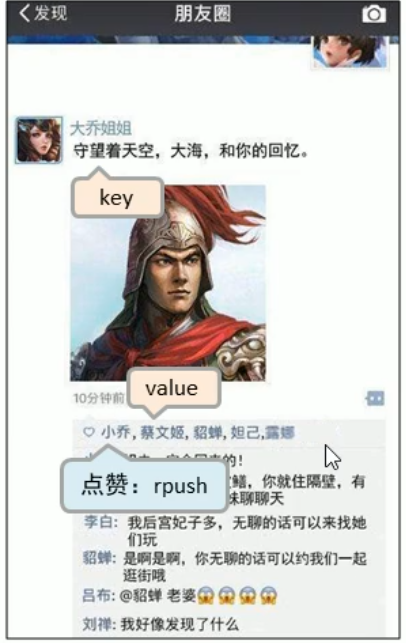 发现
朋友圈
大乔姐姐
守望着天空，大海，和你的回忆。
key
10分钟前
value
小乔, 蔡文姬, 貂蝉, 妲己,露娜
的!
，你就住隔壁，有
点赞：rpush
妹聊聊天
李白: 我后宫妃子多，无聊的话可以来找她
们玩
貂蝉: 是啊是啊，你无聊的话可以约我们一起
逛街哦
吕布: @貂蝉 老婆😱😱😱😱
刘禅: 我好像发现了什么